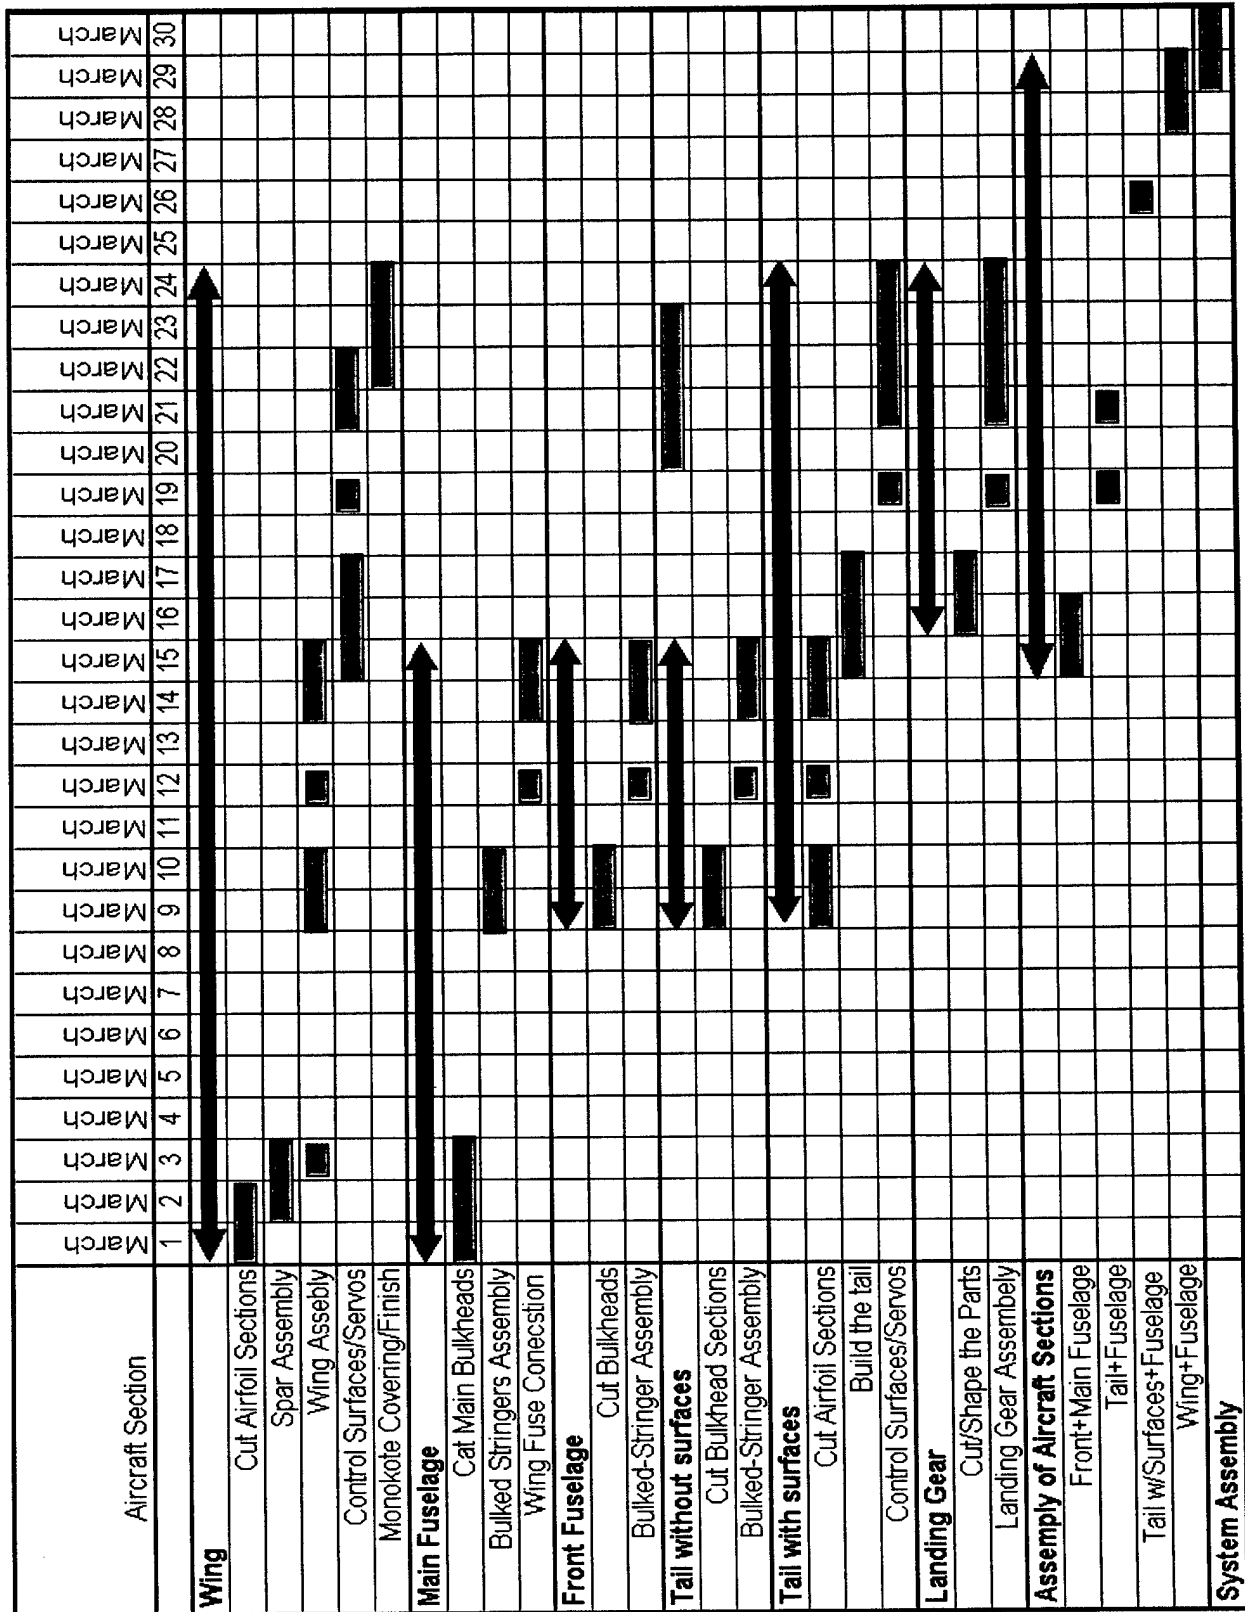 Aircraft Section
March March March March March March March March March March March March March March March March March March March March March March March March March March March March March March
1 2 3 4 5 6 7 8 9 10 11 12 13 14 15 16 17 18 19 20 21 22 23 24 25 26 27 28 29 30
Wing
Cut Airfoil Sections
Spar Assembly
Wing Assebly
Control Surfaces/Servos
Monokote Covering/Finish
Main Fuselage
Cat Main Bulkheads
Bulked Stringers Assembly
Wing Fuse Conecstion
Front Fuselage
Cut Bulkheads
Bulked-Stringer Assembly
Tail without surfaces
Cut Bulkhead Sections
Bulked-Stringer Assembly
Tail with surfaces
Cut Airfoil Sections
Build the tail
Control Surfaces/Servos
Landing Gear
Cut/Shape the Parts
Landing Gear Assembely
Assembly of Aircraft Sections
Front+Main Fuselage
Tail+Fuselage
Tail w/Surfaces+Fuselage
Wing+Fuselage
System Assembly